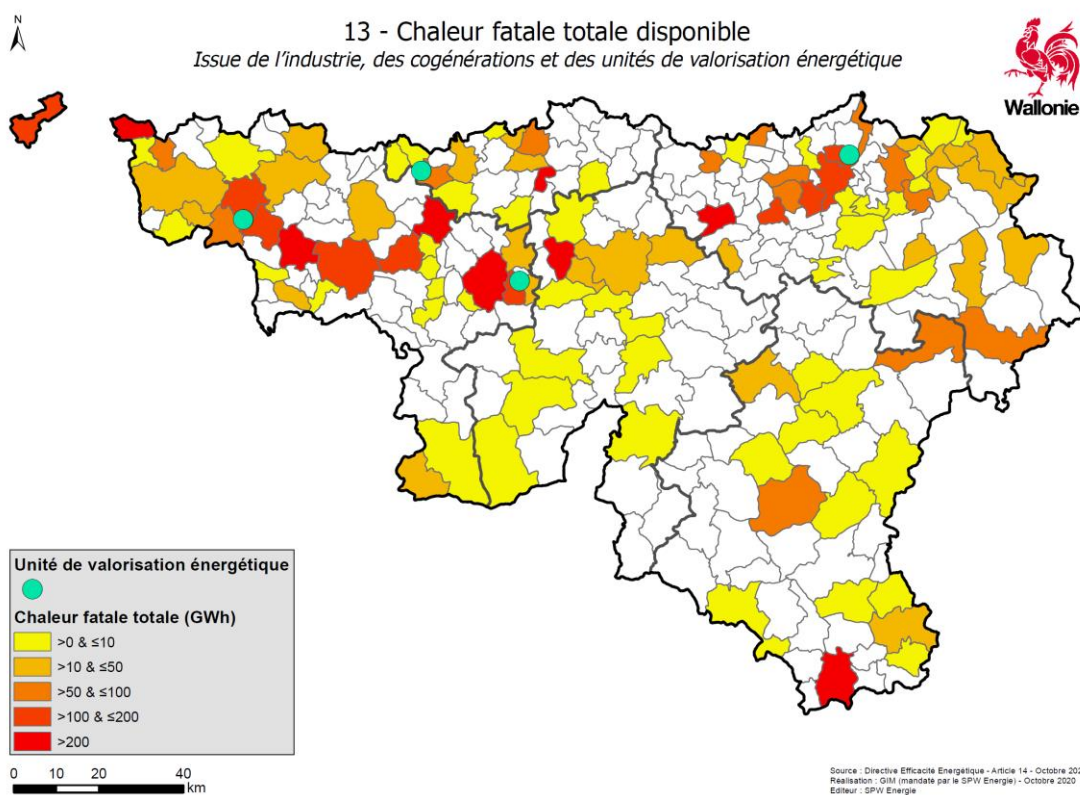 N
13 - Chaleur fatale totale disponible
Issue de l'industrie, des cogénérations et des unités de valorisation énergétique
Wallonie
Unité de valorisation énergétique
Chaleur fatale totale (GWh)
>0 & ≤10
>10 & ≤50
>50 & ≤100
>100 & ≤200
>200
0 20 40
km
Source : Directive Efficacité Energétique - Article 14 - Octobre 202
Réalisation : GIM (mandaté par le SPW Energie) - Octobre 2020
Editeur : SPW Energie